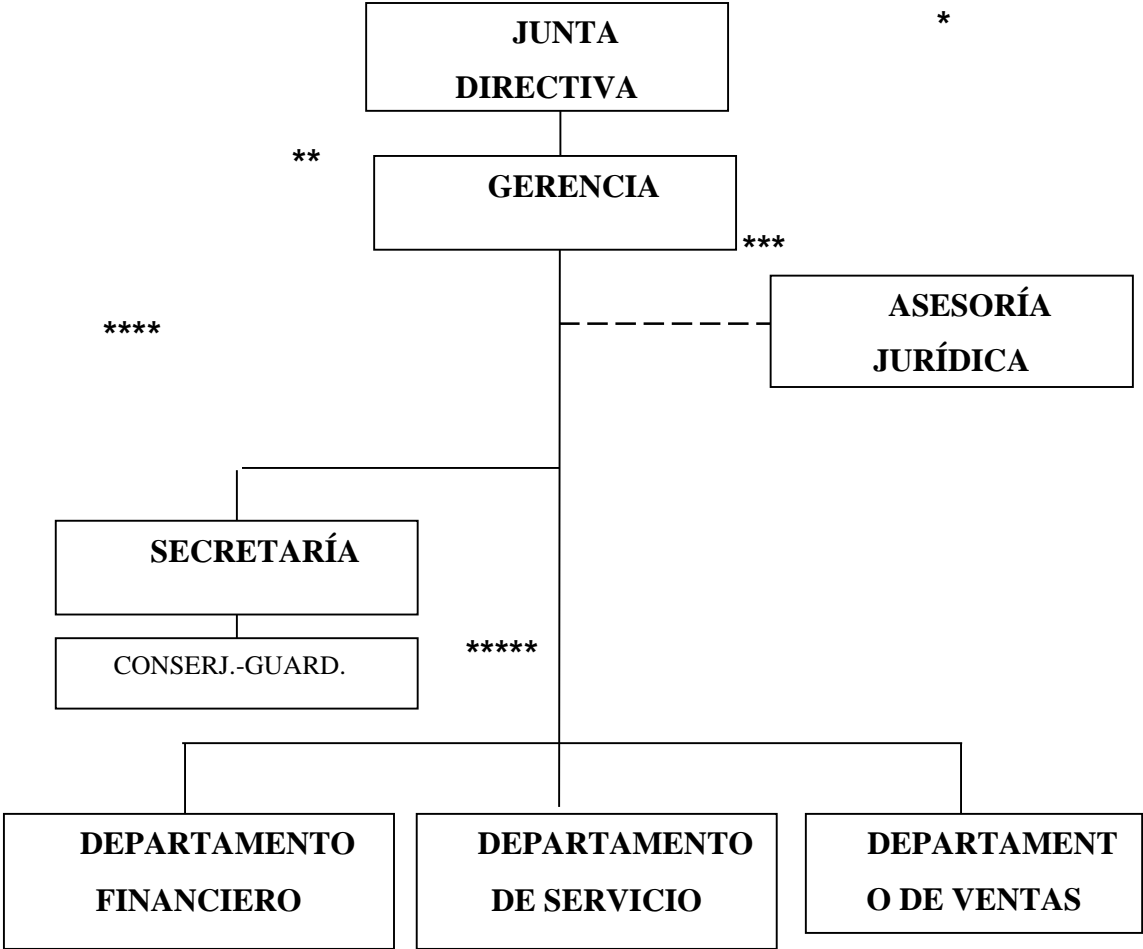 *
JUNTA
DIRECTIVA
**
GERENCIA
***
ASESORÍA
JURÍDICA
****
SECRETARÍA
CONSERJ.-GUARD.
*****
DEPARTAMENTO
FINANCIERO
DEPARTAMENTO
DE SERVICIO
DEPARTAMENT
O DE VENTAS